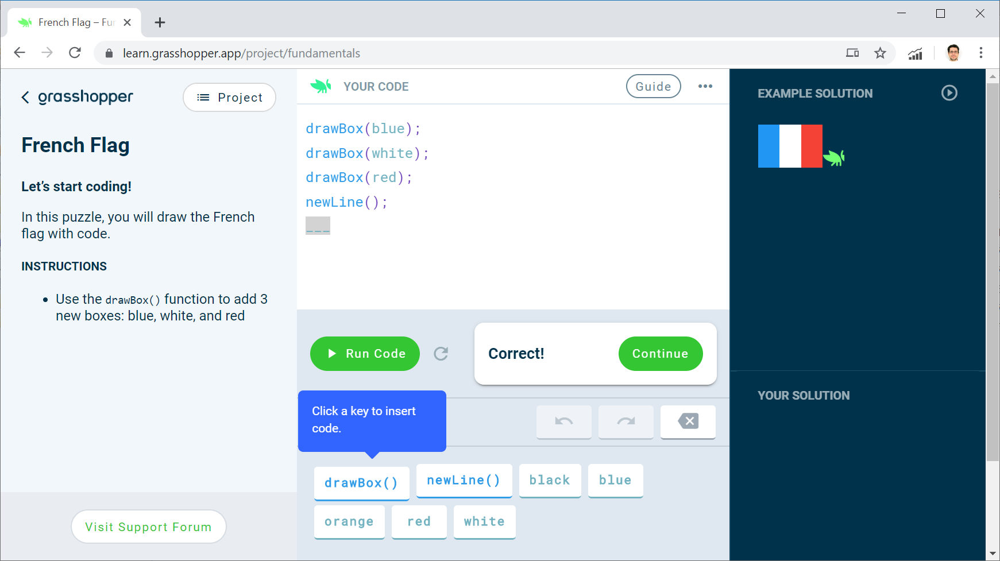 French Flag – Fun
learn.grasshopper.app/project/fundamentals
grasshopper
Project
French Flag
Let's start coding!
In this puzzle, you will draw the French
flag with code.
INSTRUCTIONS
• Use the drawBox() function to add 3
new boxes: blue, white, and red
Visit Support Forum
YOUR CODE
Guide
drawBox(blue);
drawBox(white);
drawBox(red);
newLine();
___
Run Code
Correct!
Continue
Click a key to insert
code.
drawBox()
newLine()
black
blue
orange
red
white
EXAMPLE SOLUTION
YOUR SOLUTION